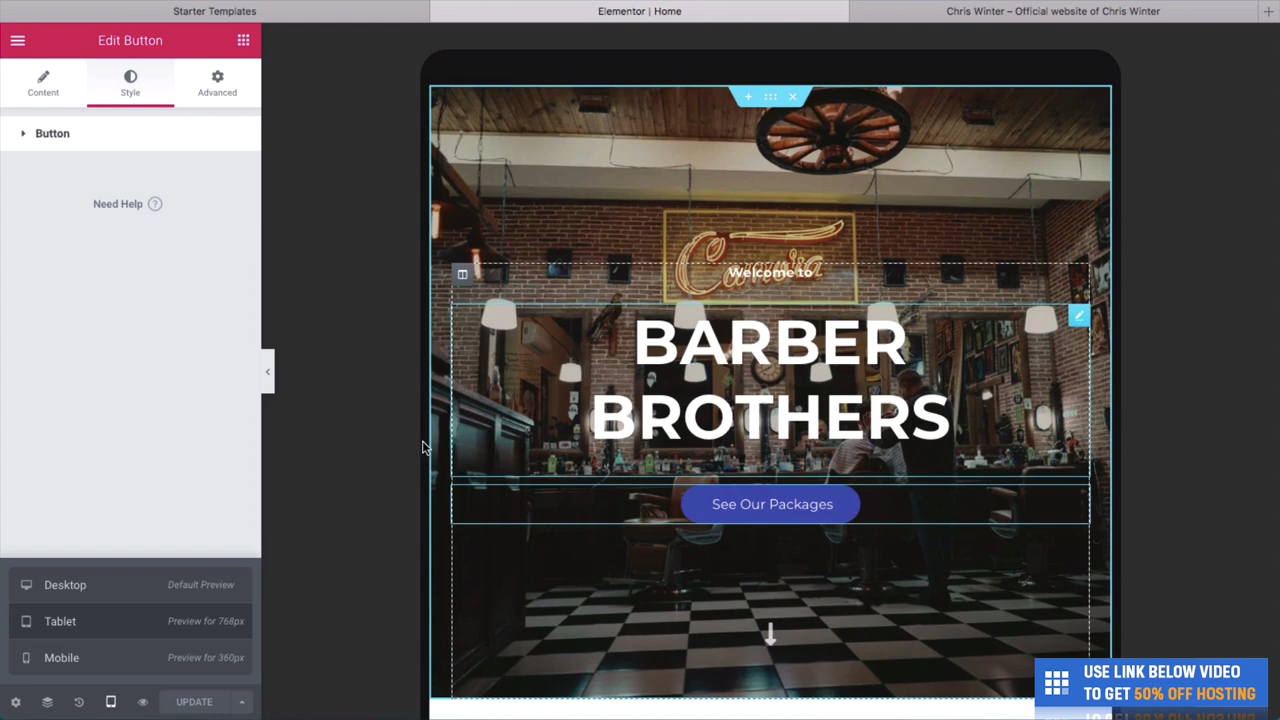 Starter Templates
Elementor | Home
Chris Winter – Official website of Chris Winter
Edit Button
Content
Style
Advanced
Button
Need Help ?
Welcome to
BARBER
BROTHERS
See Our Packages
Desktop
Default Preview
Tablet
Preview for 768px
Mobile
Preview for 360px
UPDATE
USE LINK BELOW VIDEO
TO GET 50% OFF HOSTING